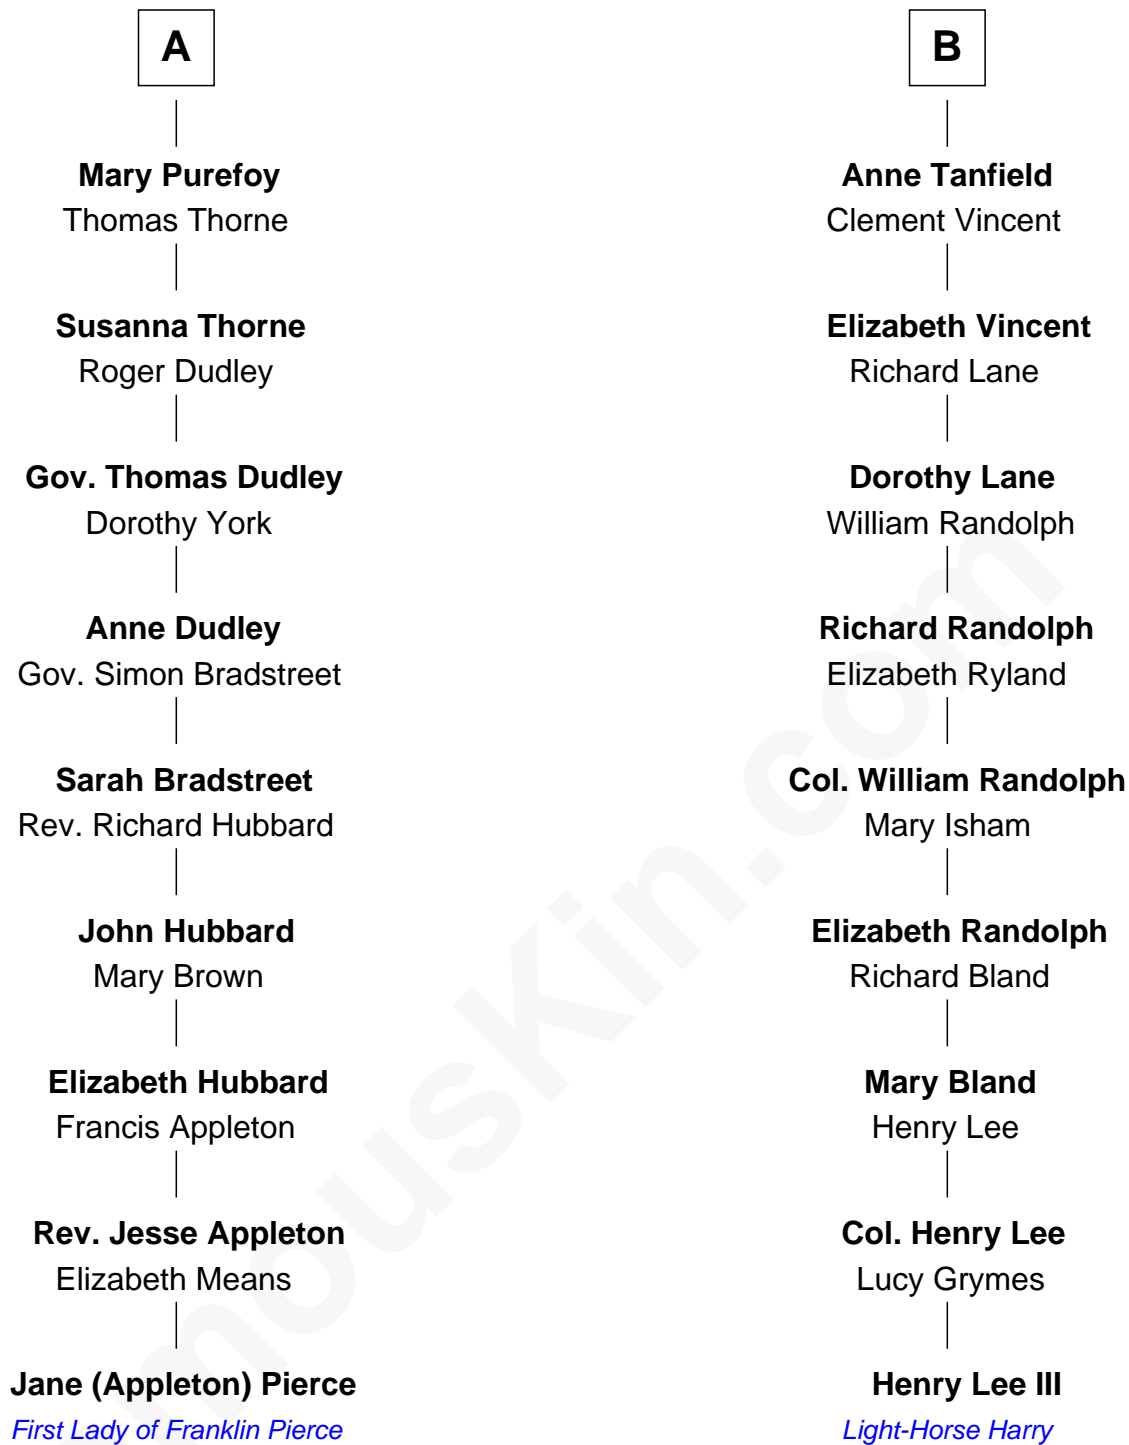 A
Mary Purefoy
Thomas Thorne
Susanna Thorne
Roger Dudley
Gov. Thomas Dudley
Dorothy York
Anne Dudley
Gov. Simon Bradstreet
Sarah Bradstreet
Rev. Richard Hubbard
John Hubbard
Mary Brown
Elizabeth Hubbard
Francis Appleton
Rev. Jesse Appleton
Elizabeth Means
Jane (Appleton) Pierce
First Lady of Franklin Pierce
B
Anne Tanfield
Clement Vincent
Elizabeth Vincent
Richard Lane
Dorothy Lane
William Randolph
Richard Randolph
Elizabeth Ryland
Col. William Randolph
Mary Isham
Elizabeth Randolph
Richard Bland
Mary Bland
Henry Lee
Col. Henry Lee
Lucy Grymes
Henry Lee III
Light-Horse Harry
mousKin.com